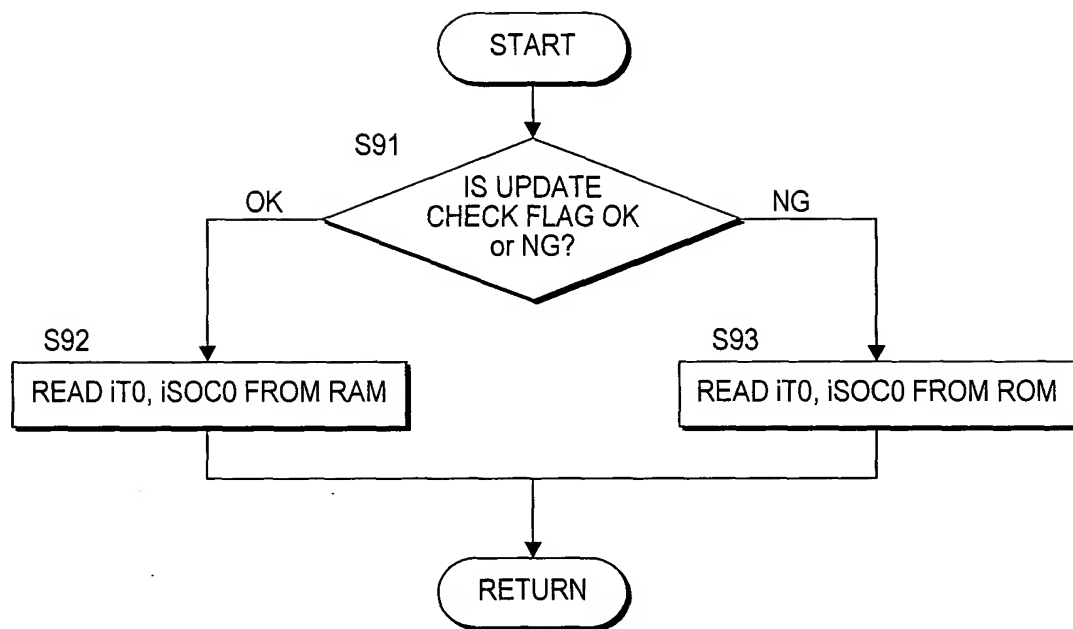 START
S91
IS UPDATE
CHECK FLAG OK
or NG?
OK
NG
S92
READ iT0, iSOC0 FROM RAM
S93
READ iT0, iSOC0 FROM ROM
RETURN